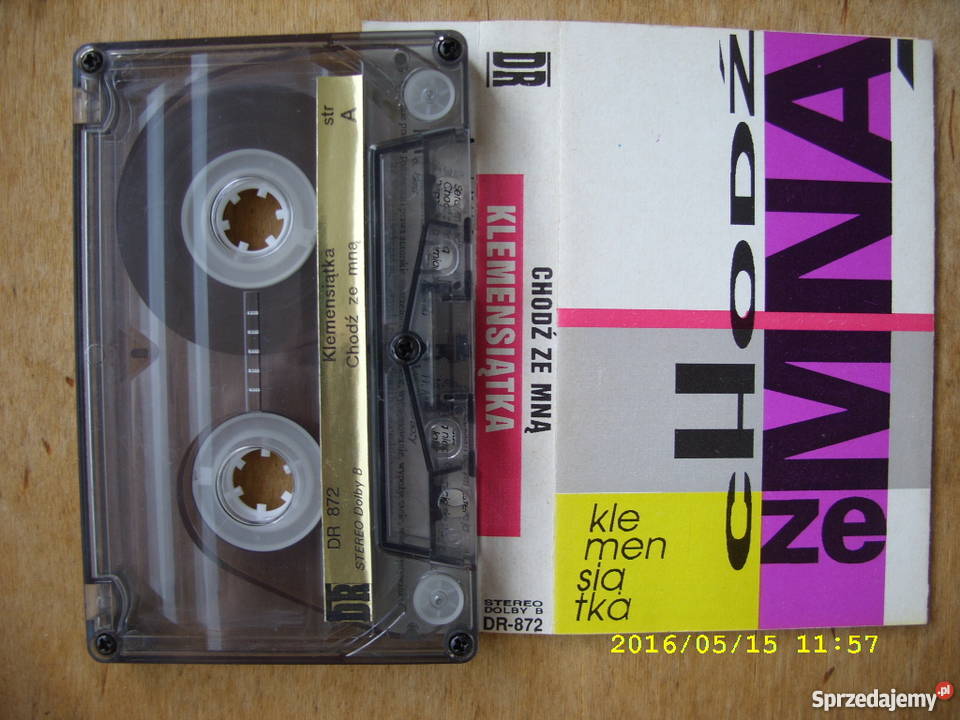 str
A
Klemensiątka
Chodź ze mną
DR 872
STEREO Dolby B
DR
DR
CHODŹ ZE MNĄ
KLEMENSIĄTKA
STEREO
DOLBY B
DR-872
cHoDŹ
ze MNĄ
kle
men
sią
tka
2016/05/15 11:57
Sprzedajemy.pl